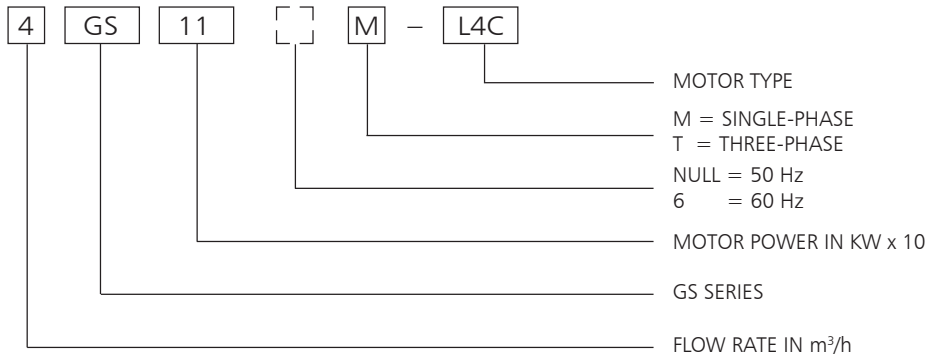 4 GS 11 M – L4C
MOTOR TYPE
M = SINGLE-PHASE
T = THREE-PHASE
NULL = 50 Hz
6 = 60 Hz
MOTOR POWER IN KW x 10
GS SERIES
FLOW RATE IN m³/h